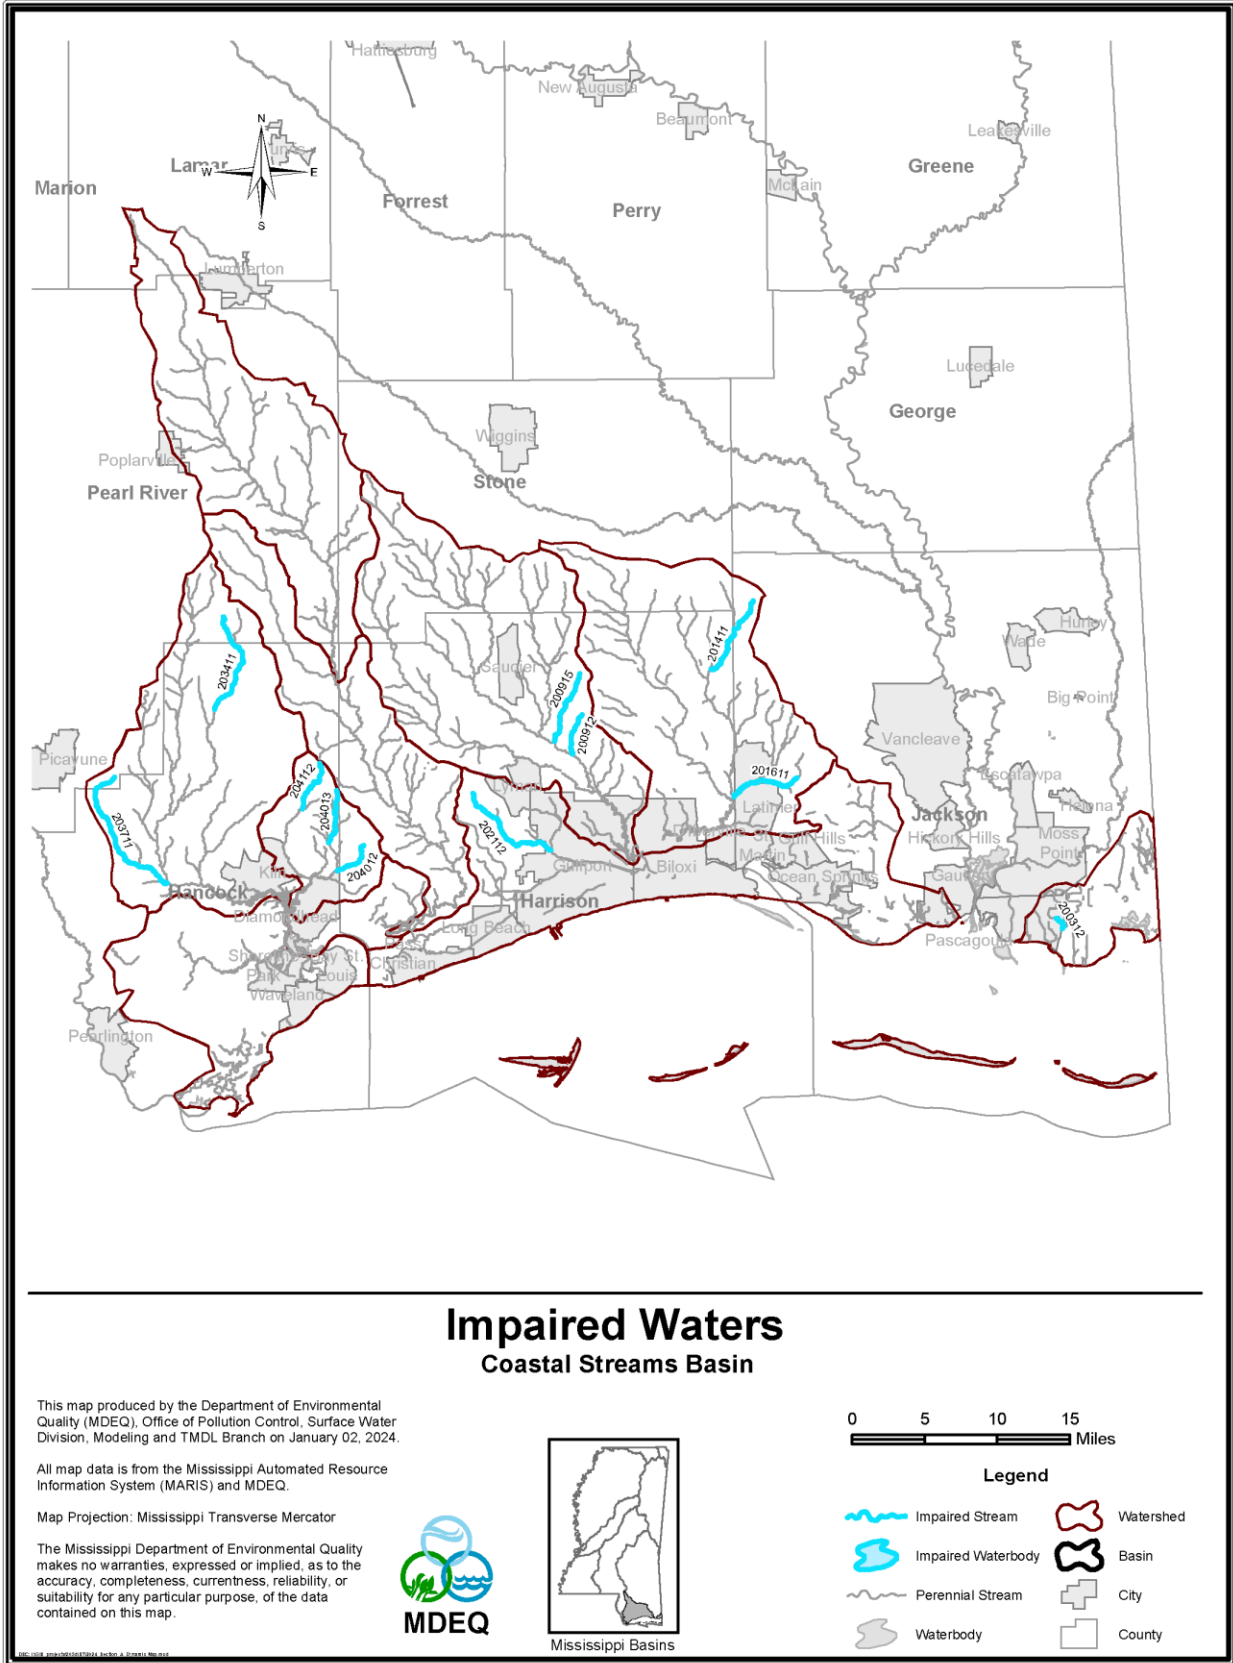 Hattiesburg
New Augusta
Beaumont
Leakesville
N
W
E
S
Lamar
Greene
Marion
McLain
Forrest
Perry
Lumberton
Lucedale
George
Wiggins
Poplarville
Stone
Pearl River
Hurley
Wade
203411
Saucier
201411
200915
Big Point
200912
Vancleave
Picayune
204112
201611
Escatawpa
Lyman
204013
Latimer
Helena
203711
202112
Jackson
Gulf Hills
Hickory Hills
Moss
Point
Martin
204012
Gulfport
Biloxi
Kiln
Ocean Springs
Gautier
Hancock
Harrison
200312
Diamondhead
Long Beach
Pascagoula
Pass
Christian
Bay St.
Louis
Park
Waveland
Pearlington
Impaired Waters
Coastal Streams Basin
This map produced by the Department of Environmental
Quality (MDEQ), Office of Pollution Control, Surface Water
Division, Modeling and TMDL Branch on January 02, 2024.
All map data is from the Mississippi Automated Resource
Information System (MARIS) and MDEQ.
Map Projection: Mississippi Transverse Mercator
The Mississippi Department of Environmental Quality
makes no warranties, expressed or implied, as to the
accuracy, completeness, currentness, reliability, or
suitability for any particular purpose, of the data
contained on this map.
MDEQ
Mississippi Basins
0 5 10 15
Miles
Legend
Impaired Stream
Watershed
Impaired Waterbody
Basin
Perennial Stream
City
Waterbody
County